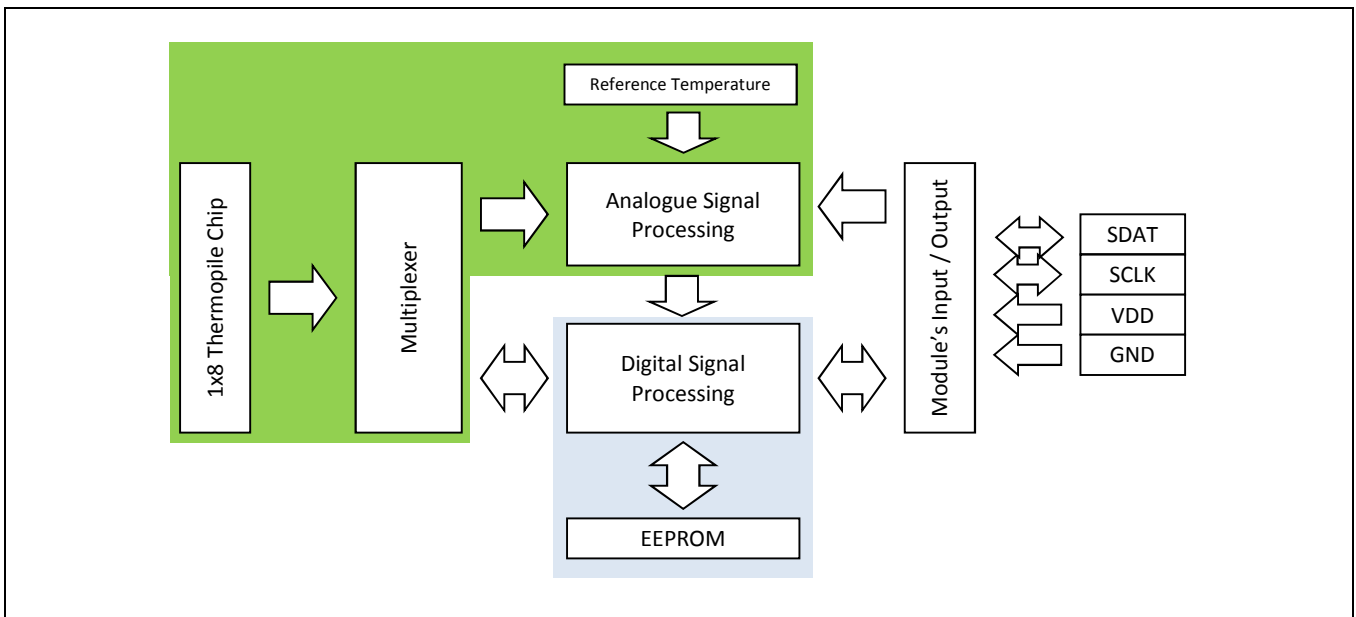 Reference Temperature
1x8 Thermopile Chip
Multiplexer
Analogue Signal
Processing
Module’s Input / Output
SDAT
SCLK
VDD
GND
Digital Signal
Processing
EEPROM